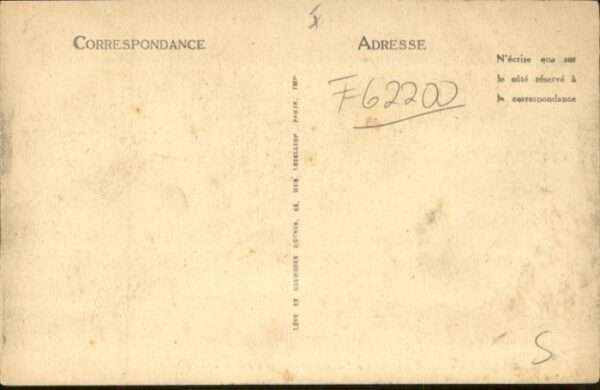 CORRESPONDANCE
ADRESSE
N'écrire que sur
le côté réservé à
la correspondance
F62200
LÉVY ET NEURDEIN RÉUNIS, 44, RUE LETELLIER, PARIS, IMP.
S